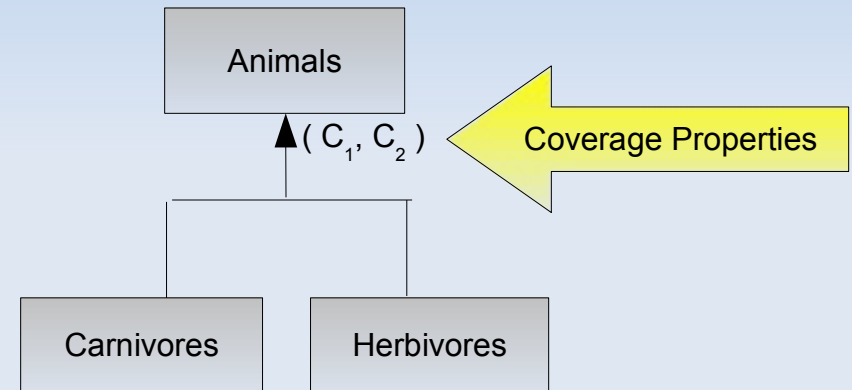 Animals
( C₁, C₂ )
Coverage Properties
Carnivores
Herbivores